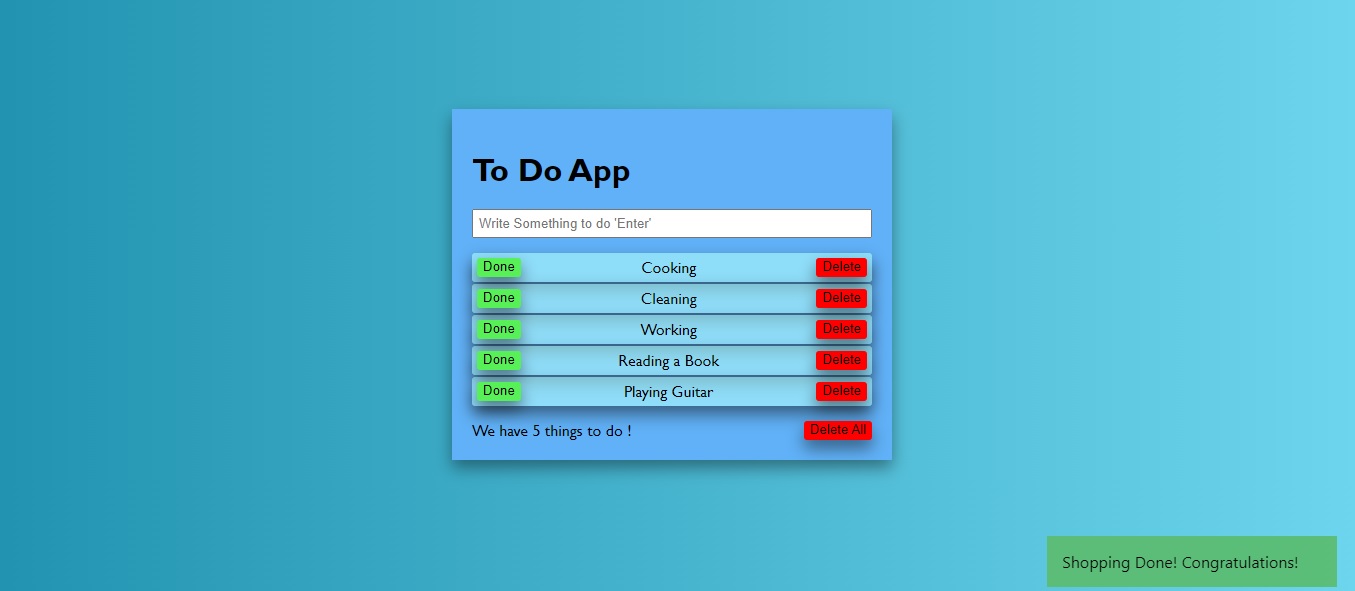 To Do App
Write Something to do 'Enter'
Done Cooking Delete
Done Cleaning Delete
Done Working Delete
Done Reading a Book Delete
Done Playing Guitar Delete
We have 5 things to do ! Delete All
Shopping Done! Congratulations!